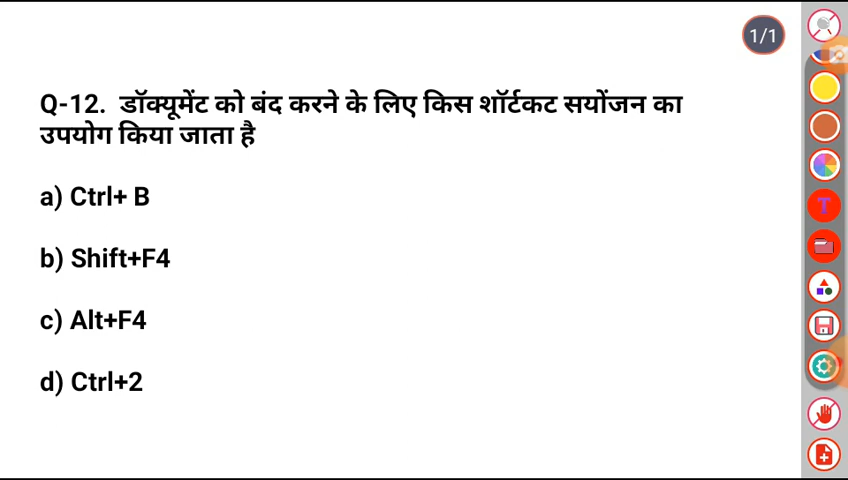 1/1
Q-12. डॉक्यूमेंट को बंद करने के लिए किस शॉर्टकट सयोंजन का
उपयोग किया जाता है
a) Ctrl+ B
b) Shift+F4
c) Alt+F4
d) Ctrl+2
T